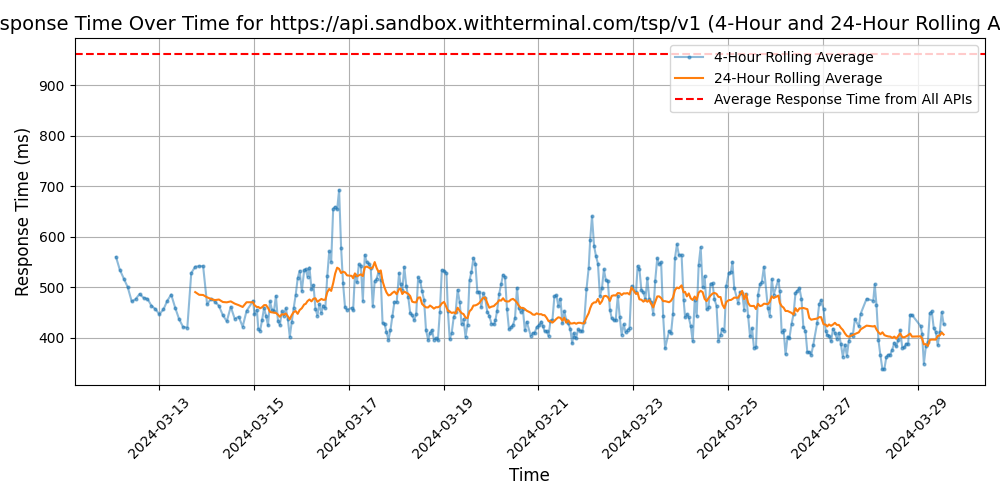 sponse Time Over Time for https://api.sandbox.withterminal.com/tsp/v1 (4-Hour and 24-Hour Rolling A
4-Hour Rolling Average
24-Hour Rolling Average
Average Response Time from All APIs
Response Time (ms)
900
800
700
600
500
400
2024-03-13
2024-03-15
2024-03-17
2024-03-19
2024-03-21
2024-03-23
2024-03-25
2024-03-27
2024-03-29
Time